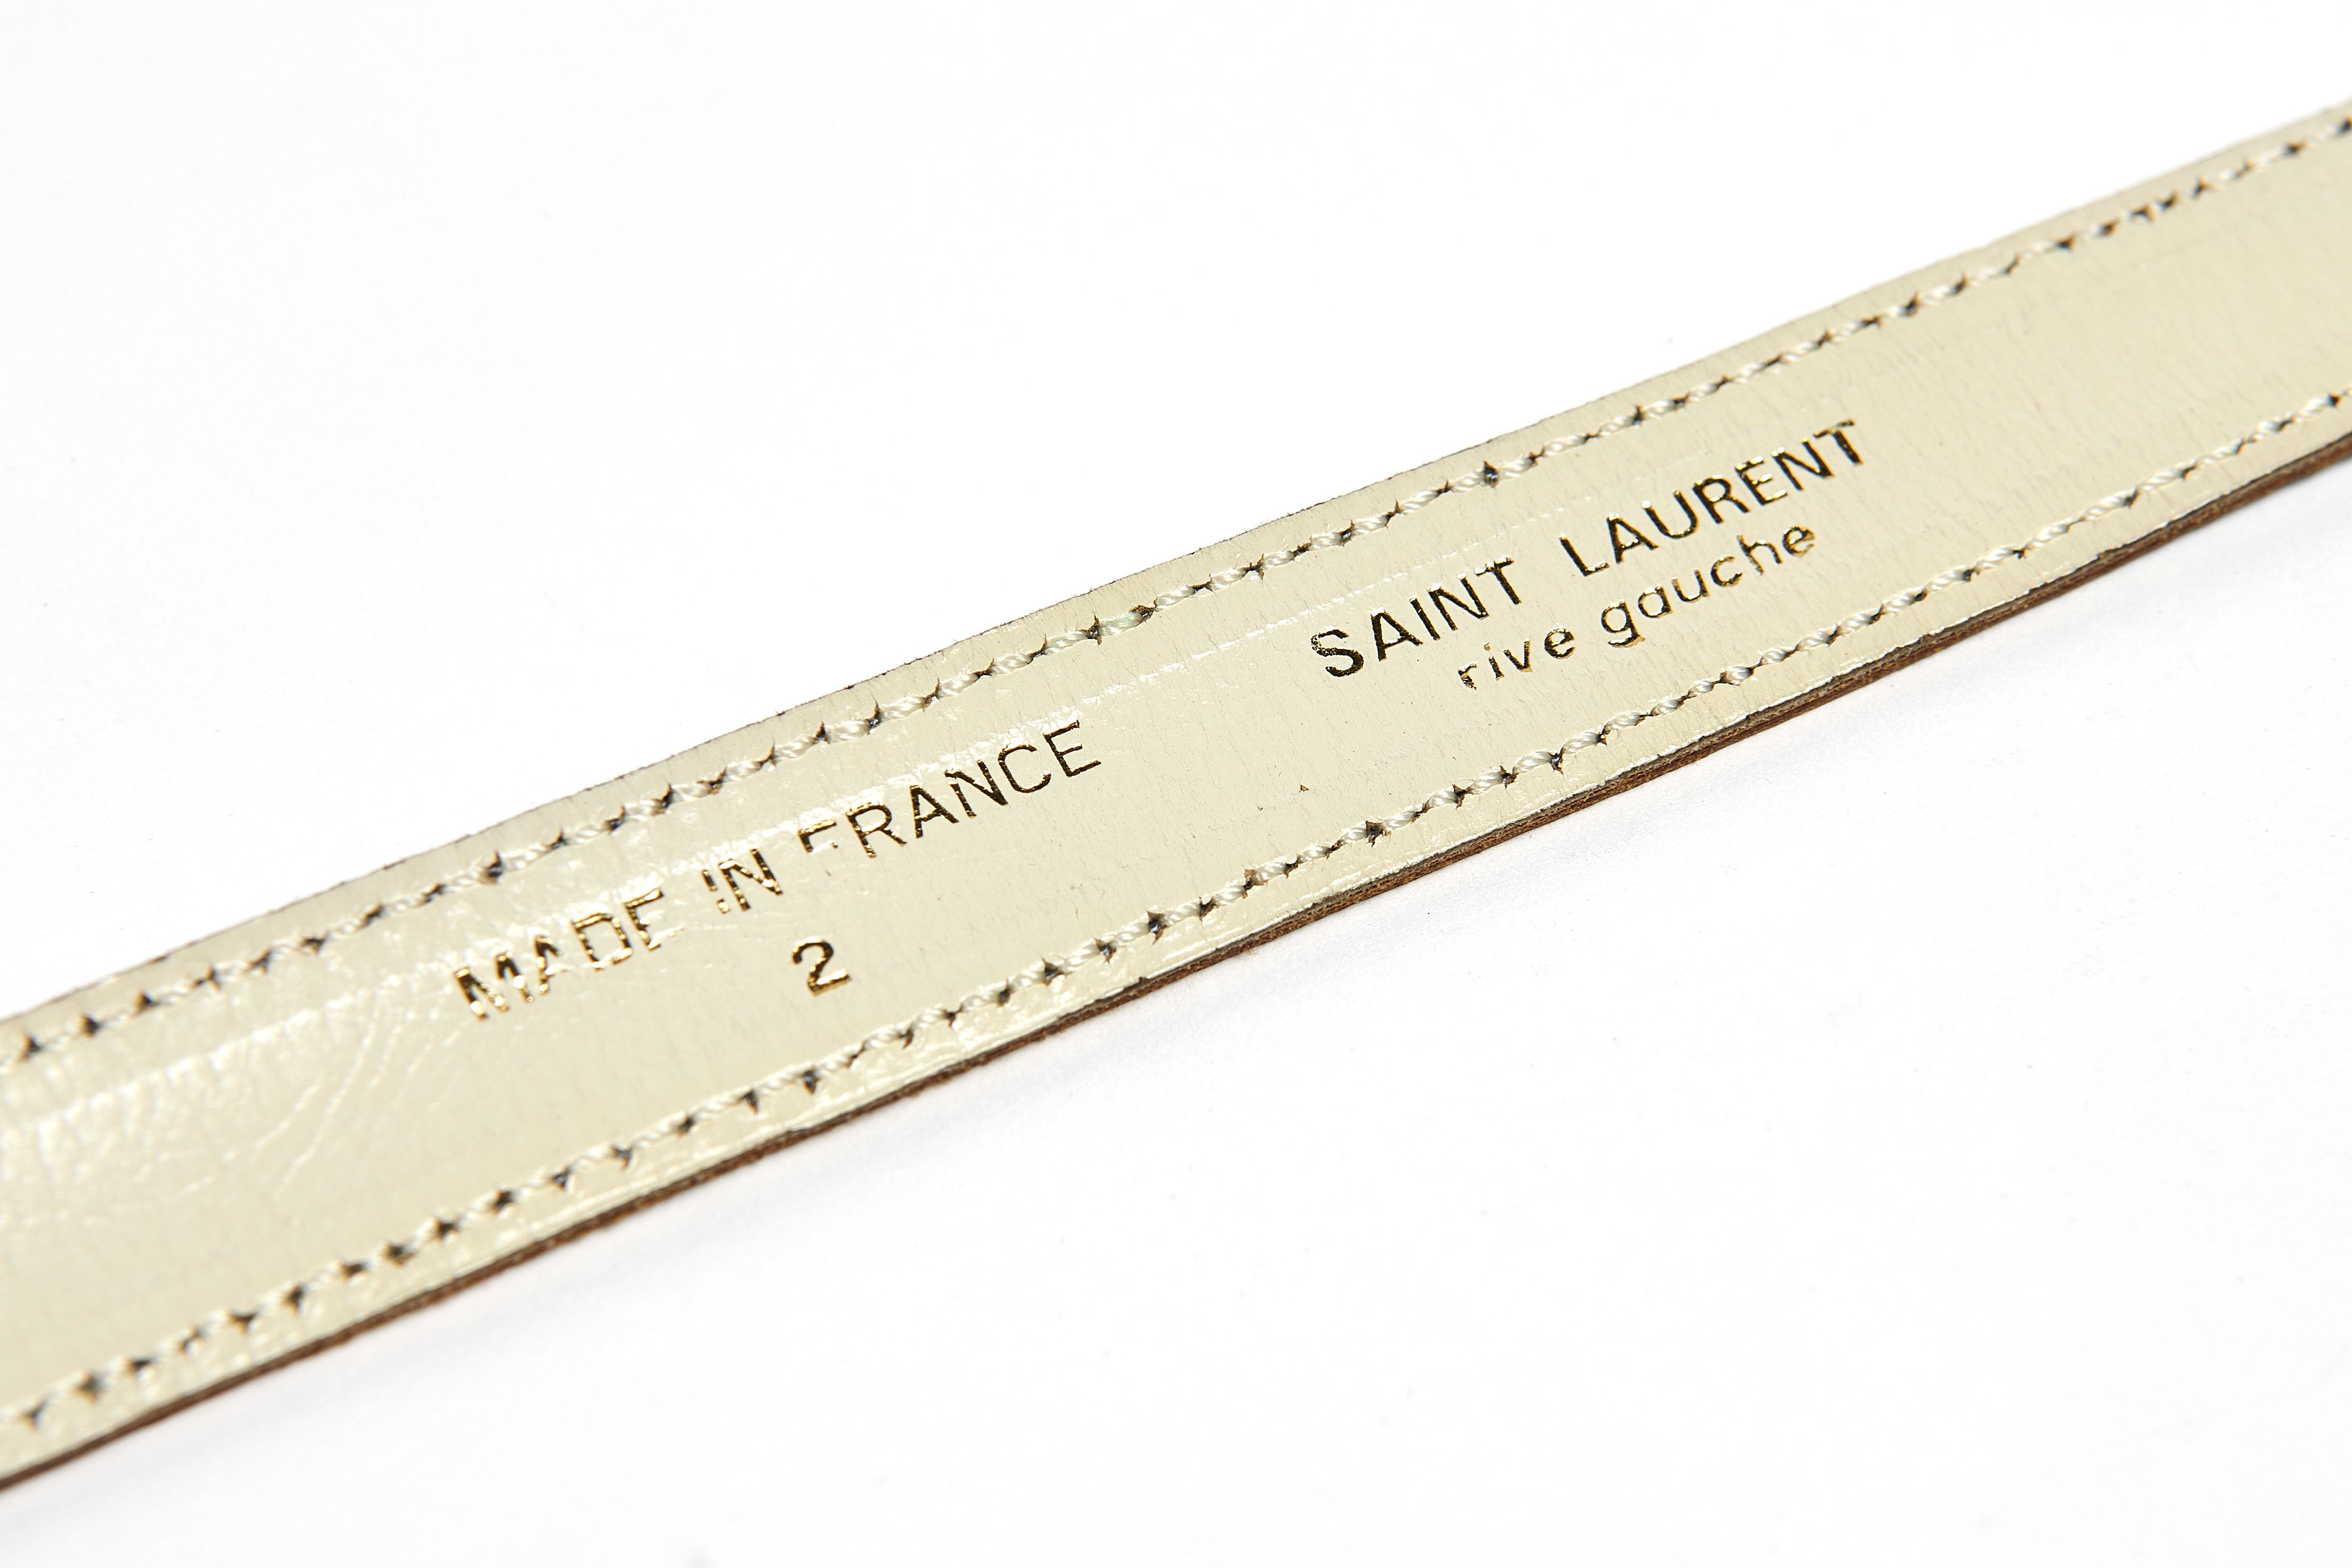 MADE IN FRANCE
2
SAINT LAURENT
rive gauche